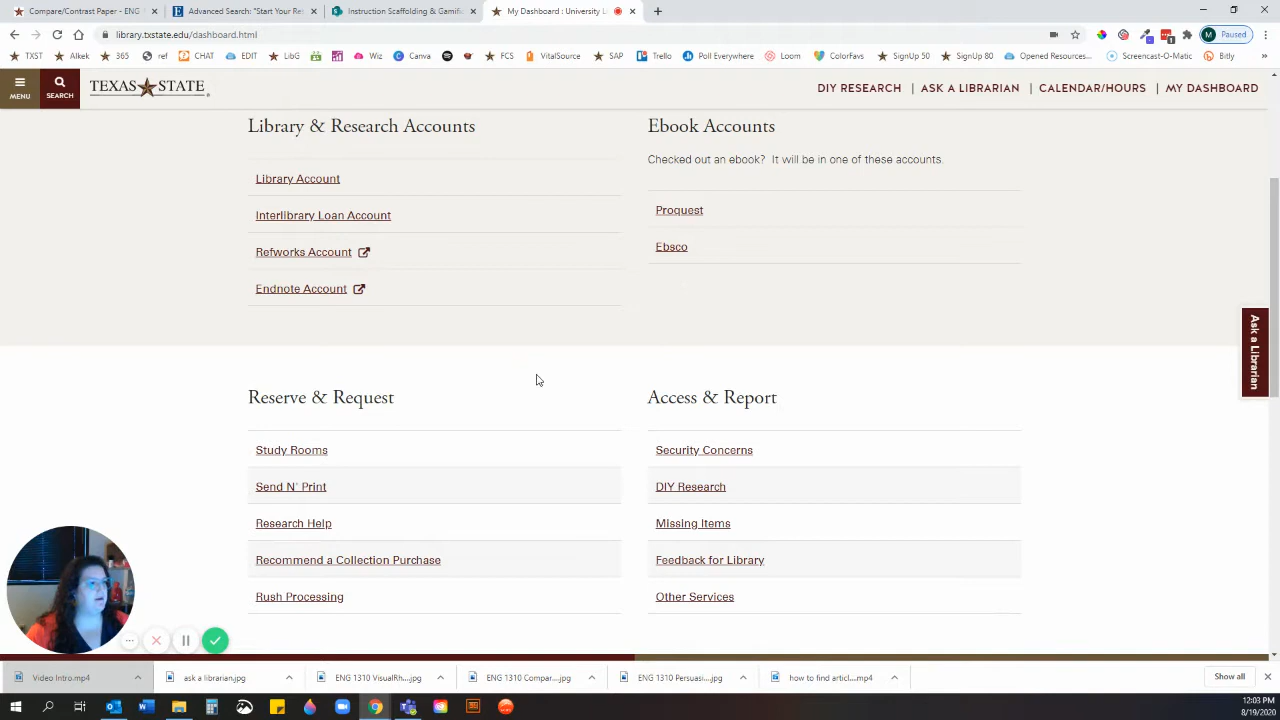 Compare/Contrast Paper - ENG
Advanced Search: "Start Your Re
Instruction Scaffolding & Gamifi
My Dashboard : University L
library.txstate.edu/dashboard.html
Paused
TXST
Alkek
365
ref
CHAT
EDIT
LibG
Wiz
Canva
FCS
VitalSource
SAP
Trello
Poll Everywhere
Loom
ColorFavs
SignUp 50
SignUp 80
Opened Resources...
Screencast-O-Matic
Bitly
MENU
SEARCH
TEXAS STATE
DIY RESEARCH | ASK A LIBRARIAN | CALENDAR/HOURS | MY DASHBOARD
Library & Research Accounts
Library Account
Interlibrary Loan Account
Refworks Account
Endnote Account
Ebook Accounts
Checked out an ebook? It will be in one of these accounts.
Proquest
Ebsco
Ask a Librarian
Reserve & Request
Study Rooms
Send N' Print
Research Help
Recommend a Collection Purchase
Rush Processing
Access & Report
Security Concerns
DIY Research
Missing Items
Feedback for Library
Other Services
Video Intro.mp4
ask a librarian.jpg
ENG 1310 VisualRh....jpg
ENG 1310 Compar....jpg
ENG 1310 Persuasi....jpg
how to find articl....mp4
Show all
12:03 PM
8/19/2020